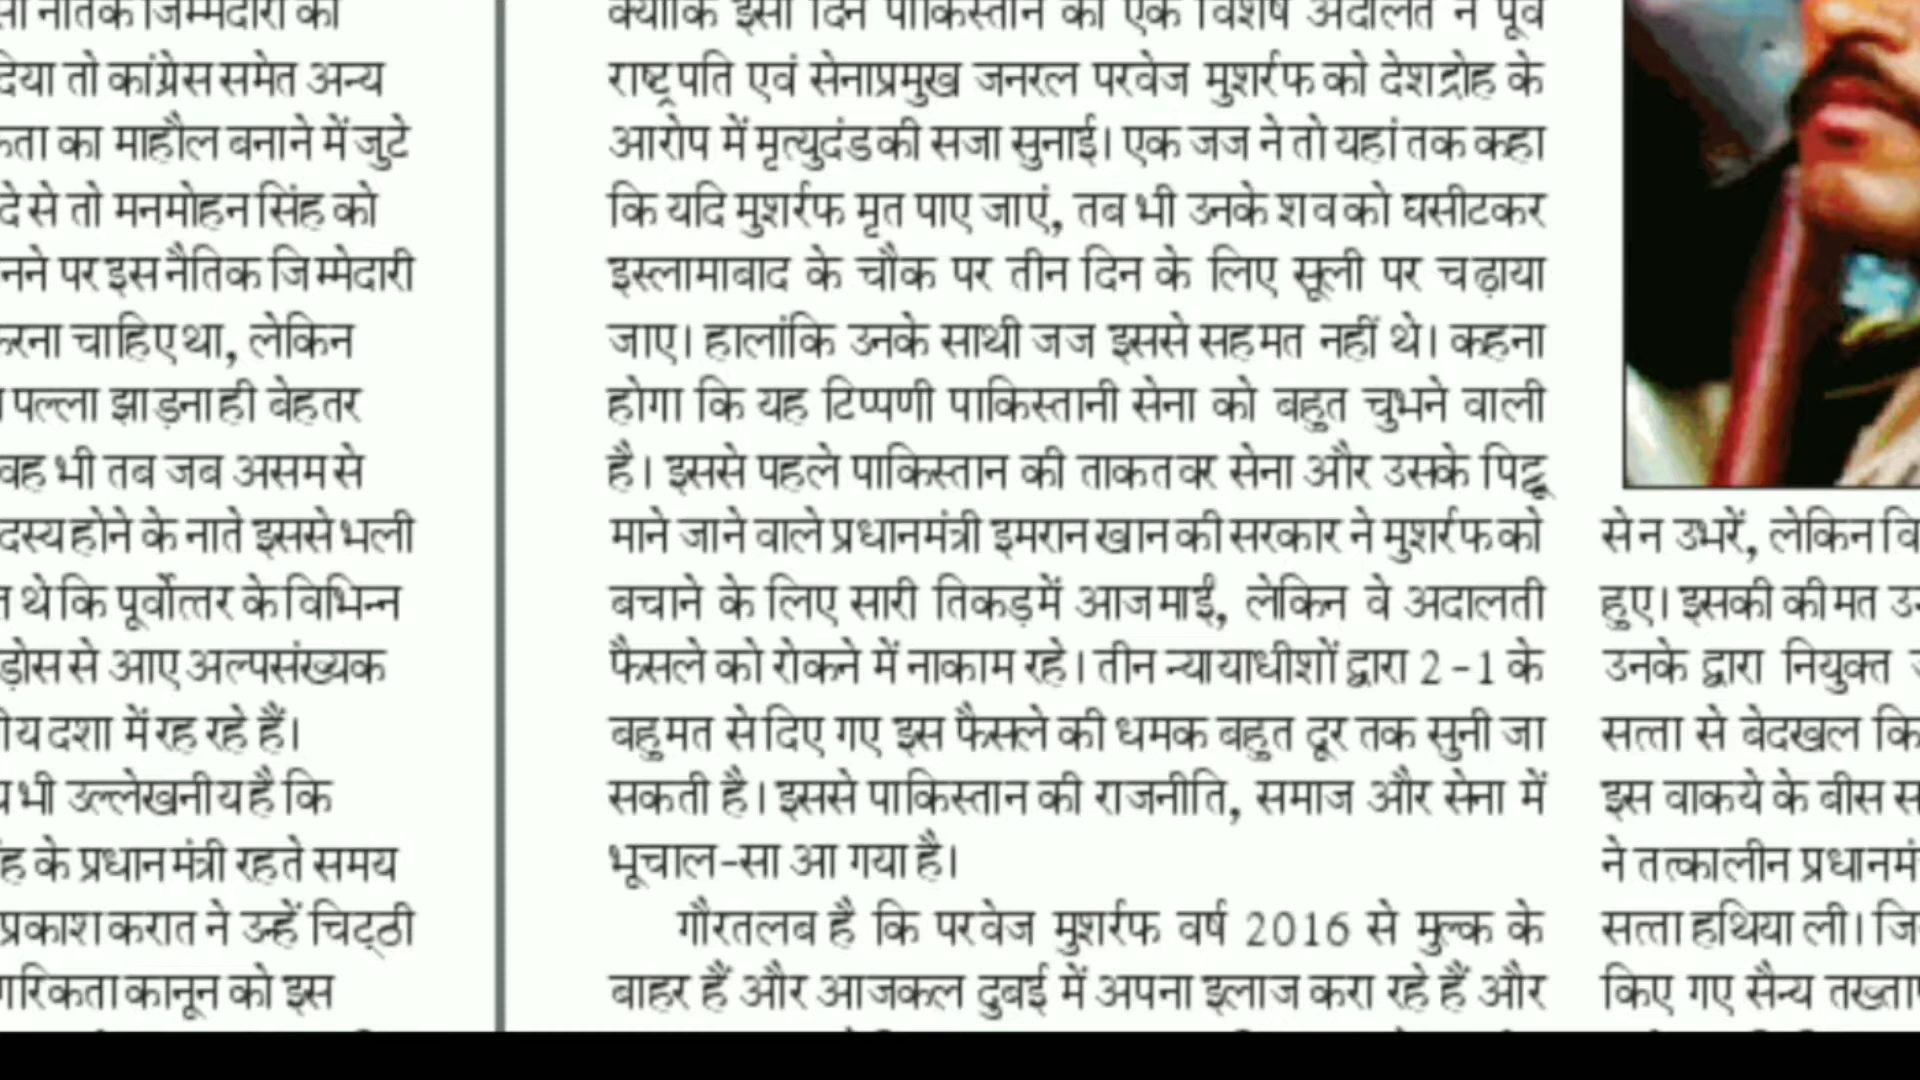 दिया तो कांग्रेस समेत अन्य
का माहौल बनाने में जुटे
से तो मनमोहन सिंह को
पर इस नैतिक जिम्मेदारी
करना चाहिए था, लेकिन
पल्ला झाड़ना ही बेहतर
वह भी तब जब असम से
होने के नाते इससे भली
थे कि पूर्वोत्तर के विभिन्न
से आए अल्पसंख्यक
दशा में रह रहे हैं।
भी उल्लेखनीय है कि
के प्रधानमंत्री रहते समय
प्रकाश करात ने उन्हें चिट्ठी
कानून को इस
क्योंकि इसी दिन पाकिस्तान की एक विशेष अदालत ने पूर्व
राष्ट्रपति एवं सेनाप्रमुख जनरल परवेज मुशर्रफ को देशद्रोह के
आरोप में मृत्युदंड की सजा सुनाई। एक जज ने तो यहां तक कहा
कि यदि मुशर्रफ मृत पाए जाएं, तब भी उनके शव को घसीटकर
इस्लामाबाद के चौक पर तीन दिन के लिए सूली पर चढ़ाया
जाए। हालांकि उनके साथी जज इससे सहमत नहीं थे। कहना
होगा कि यह टिप्पणी पाकिस्तानी सेना को बहुत चुभने वाली
है। इससे पहले पाकिस्तान की ताकतवर सेना और उसके पिट्ठू
माने जाने वाले प्रधानमंत्री इमरान खान की सरकार ने मुशर्रफ को
बचाने के लिए सारी तिकड़में आजमाईं, लेकिन वे अदालती
फैसले को रोकने में नाकाम रहे। तीन न्यायाधीशों द्वारा 2-1 के
बहुमत से दिए गए इस फैसले की धमक बहुत दूर तक सुनी जा
सकती है। इससे पाकिस्तान की राजनीति, समाज और सेना में
भूचाल-सा आ गया है।
गौरतलब है कि परवेज मुशर्रफ वर्ष 2016 से मुल्क के
बाहर हैं और आजकल दुबई में अपना इलाज करा रहे हैं और
से न उभरें, लेकिन
हुए। इसकी कीमत
उनके द्वारा नियुक्त
सत्ता से बेदखल
इस वाकये के बीस
ने तत्कालीन
सत्ता हथिया ली।
किए गए सैन्य